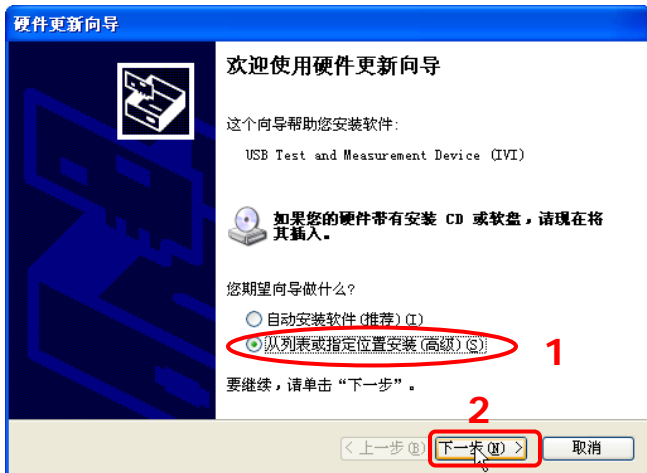 硬件更新向导
欢迎使用硬件更新向导
这个向导帮助您安装软件:
USB Test and Measurement Device (IVI)
如果您的硬件带有安装 CD 或软盘，请现在将
其插入。
您期望向导做什么?
自动安装软件(推荐)(I)
从列表或指定位置安装(高级)(S)
1
要继续，请单击“下一步”。
2
< 上一步(B)
下一步(N) >
取消